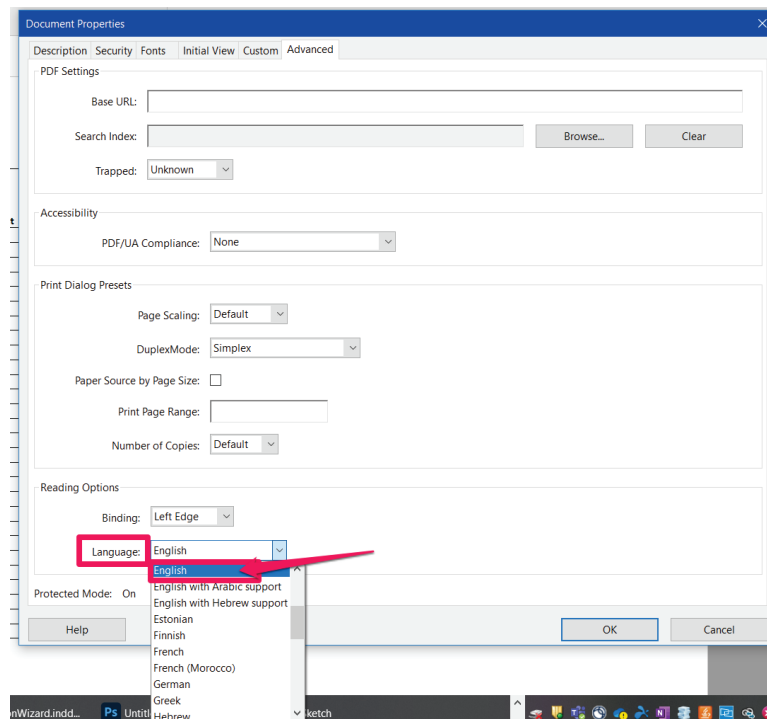 Document Properties
Description Security Fonts Initial View Custom Advanced
PDF Settings
Base URL:
Search Index: Browse... Clear
Trapped: Unknown
t
Accessibility
PDF/UA Compliance: None
Print Dialog Presets
Page Scaling: Default
DuplexMode: Simplex
Paper Source by Page Size:
Print Page Range:
Number of Copies: Default
Reading Options
Binding: Left Edge
Language: English
English
English with Arabic support
Protected Mode: On
English with Hebrew support
Estonian
Help OK Cancel
Finnish
French
French (Morocco)
German
Greek
Hebrew
onWizard.indd... Ps Untitl ketch